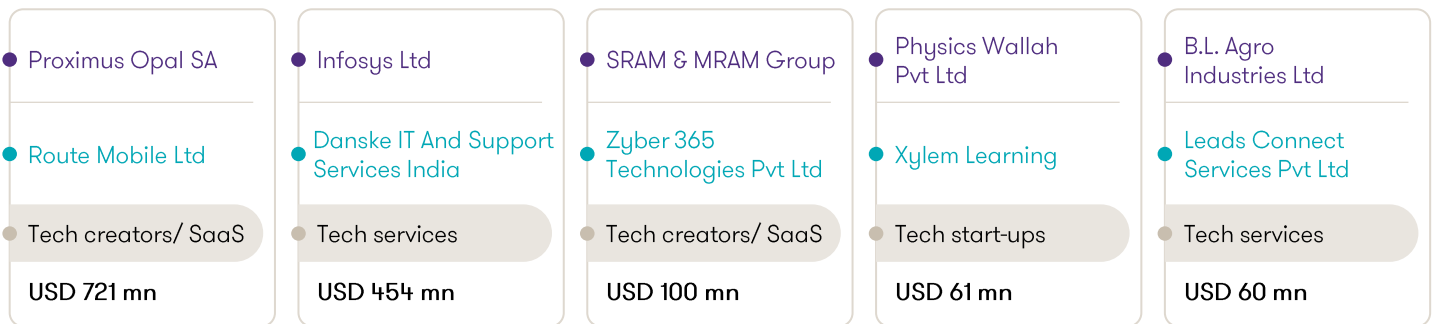 Proximus Opal SA
Route Mobile Ltd
Tech creators/ SaaS
USD 721 mn
Infosys Ltd
Danske IT And Support
Services India
Tech services
USD 454 mn
SRAM & MRAM Group
Zyber 365
Technologies Pvt Ltd
Tech creators/ SaaS
USD 100 mn
Physics Wallah
Pvt Ltd
Xylem Learning
Tech start-ups
USD 61 mn
B.L. Agro
Industries Ltd
Leads Connect
Services Pvt Ltd
Tech services
USD 60 mn